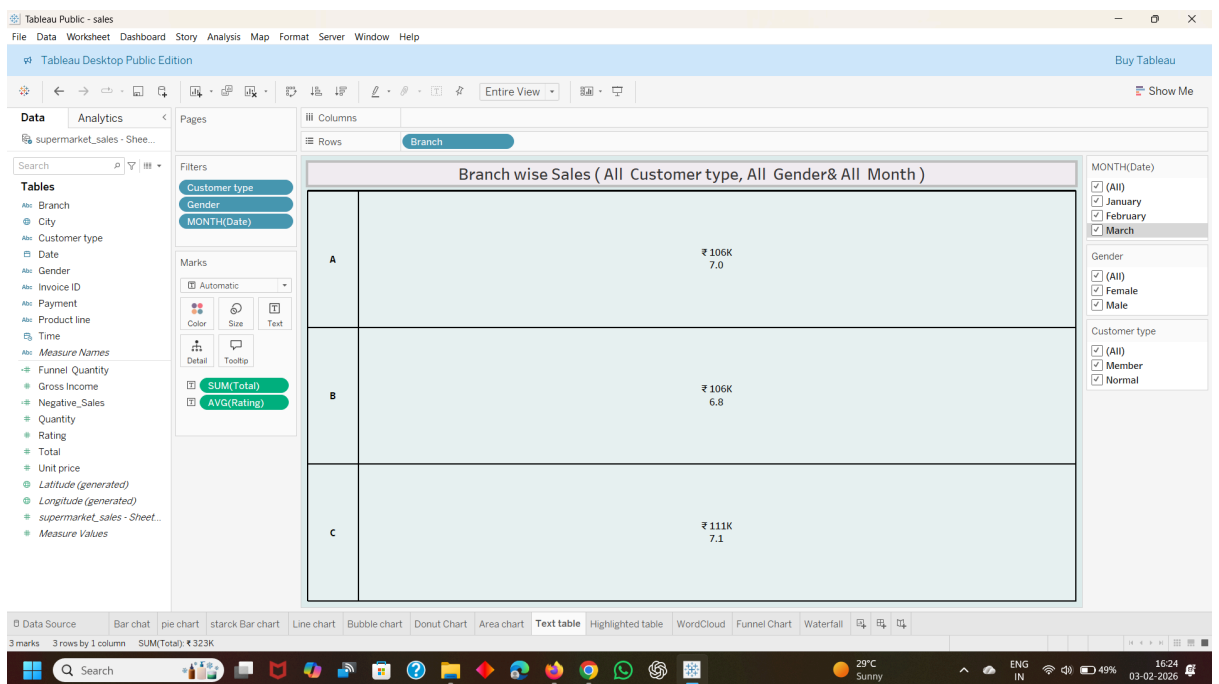 Tableau Public - sales
File Data Worksheet Dashboard Story Analysis Map Format Server Window Help
Tableau Desktop Public Edition
Buy Tableau
Entire View
Show Me
Data
Analytics
supermarket_sales - Shee...
Search
Tables
Abc Branch
City
Abc Customer type
Date
Abc Gender
Abc Invoice ID
Abc Payment
Abc Product line
Time
Abc Measure Names
Funnel Quantity
Gross Income
Negative_Sales
Quantity
Rating
Total
Unit price
Latitude (generated)
Longitude (generated)
supermarket_sales - Sheet...
Measure Values
Pages
Filters
Customer type
Gender
MONTH(Date)
Marks
Automatic
Color
Size
Text
Detail
Tooltip
SUM(Total)
AVG(Rating)
Columns
Rows
Branch
Branch wise Sales ( All Customer type, All Gender& All Month )
A
₹ 106K
7.0
B
₹ 106K
6.8
C
₹ 111K
7.1
MONTH(Date)
(All)
January
February
March
Gender
(All)
Female
Male
Customer type
(All)
Member
Normal
Data Source
Bar chat
pie chart
starck Bar chart
Line chart
Bubble chart
Donut Chart
Area chart
Text table
Highlighted table
WordCloud
Funnel Chart
Waterfall
3 marks 3 rows by 1 column SUM(Total): ₹ 323K
Search
29°C
Sunny
ENG
IN
49%
16:24
03-02-2026